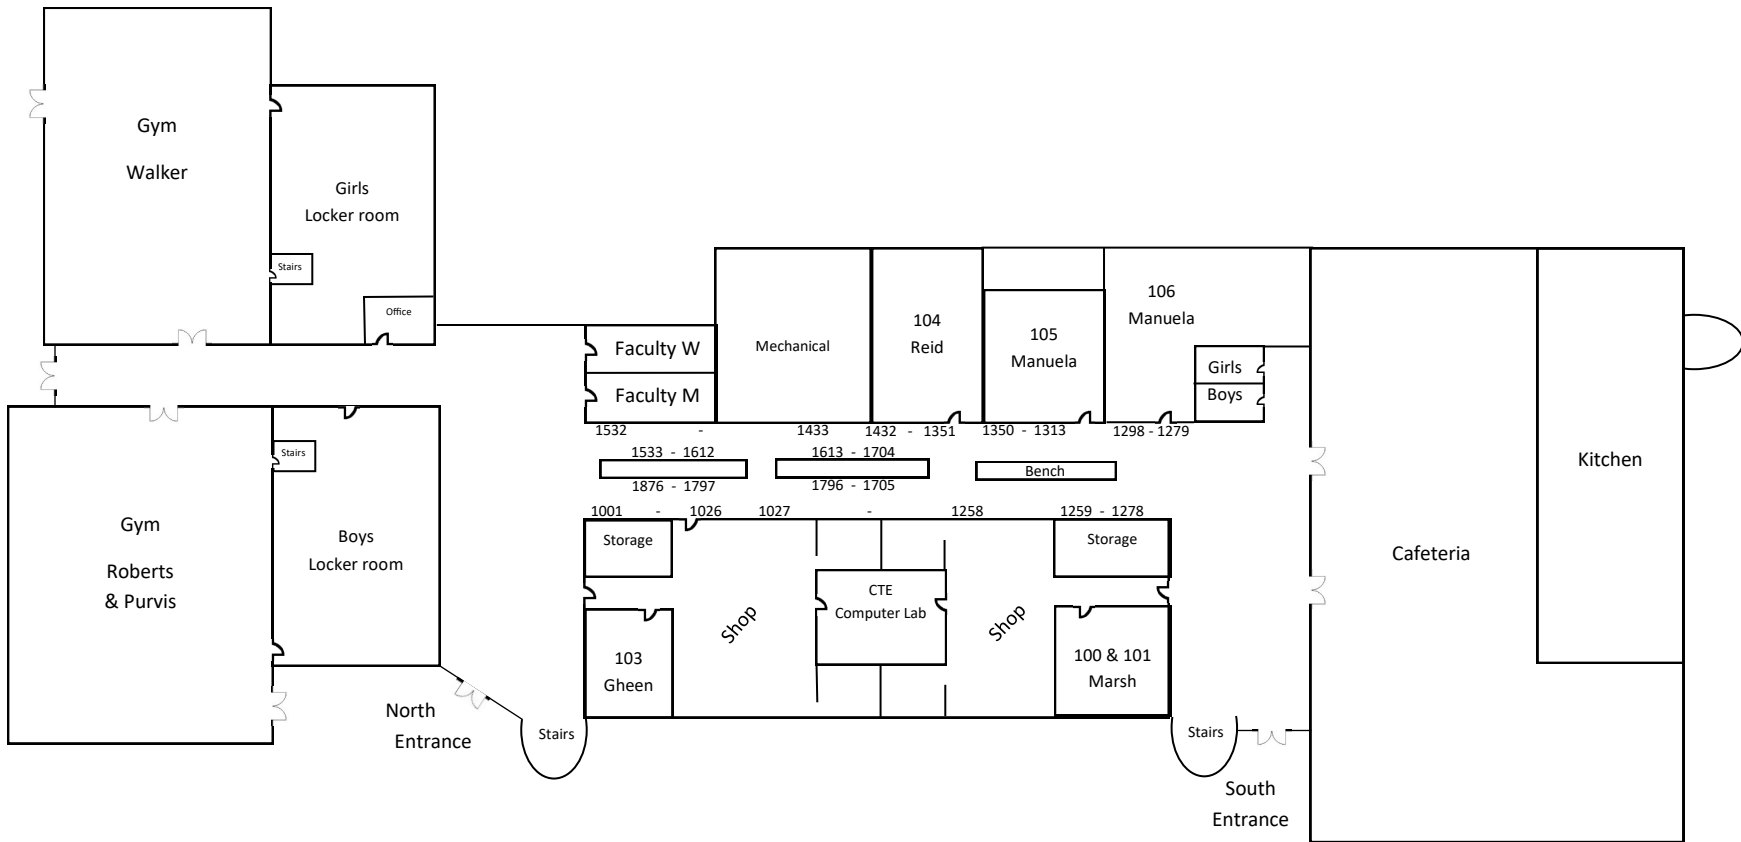 Gym
Walker
Girls
Locker room
Stairs
Office
Faculty W
Faculty M
Mechanical
104
Reid
105
Manuela
106
Manuela
Girls
Boys
1532 - 1433
1432 - 1351
1350 - 1313
1298 - 1279
1533 - 1612
1613 - 1704
Bench
1876 - 1797
1796 - 1705
1001 - 1026
1027 - 1258
1259 - 1278
Gym
Roberts
& Purvis
Stairs
Boys
Locker room
Storage
Shop
CTE
Computer Lab
Shop
Storage
103
Gheen
100 & 101
Marsh
North
Entrance
Stairs
Stairs
South
Entrance
Cafeteria
Kitchen